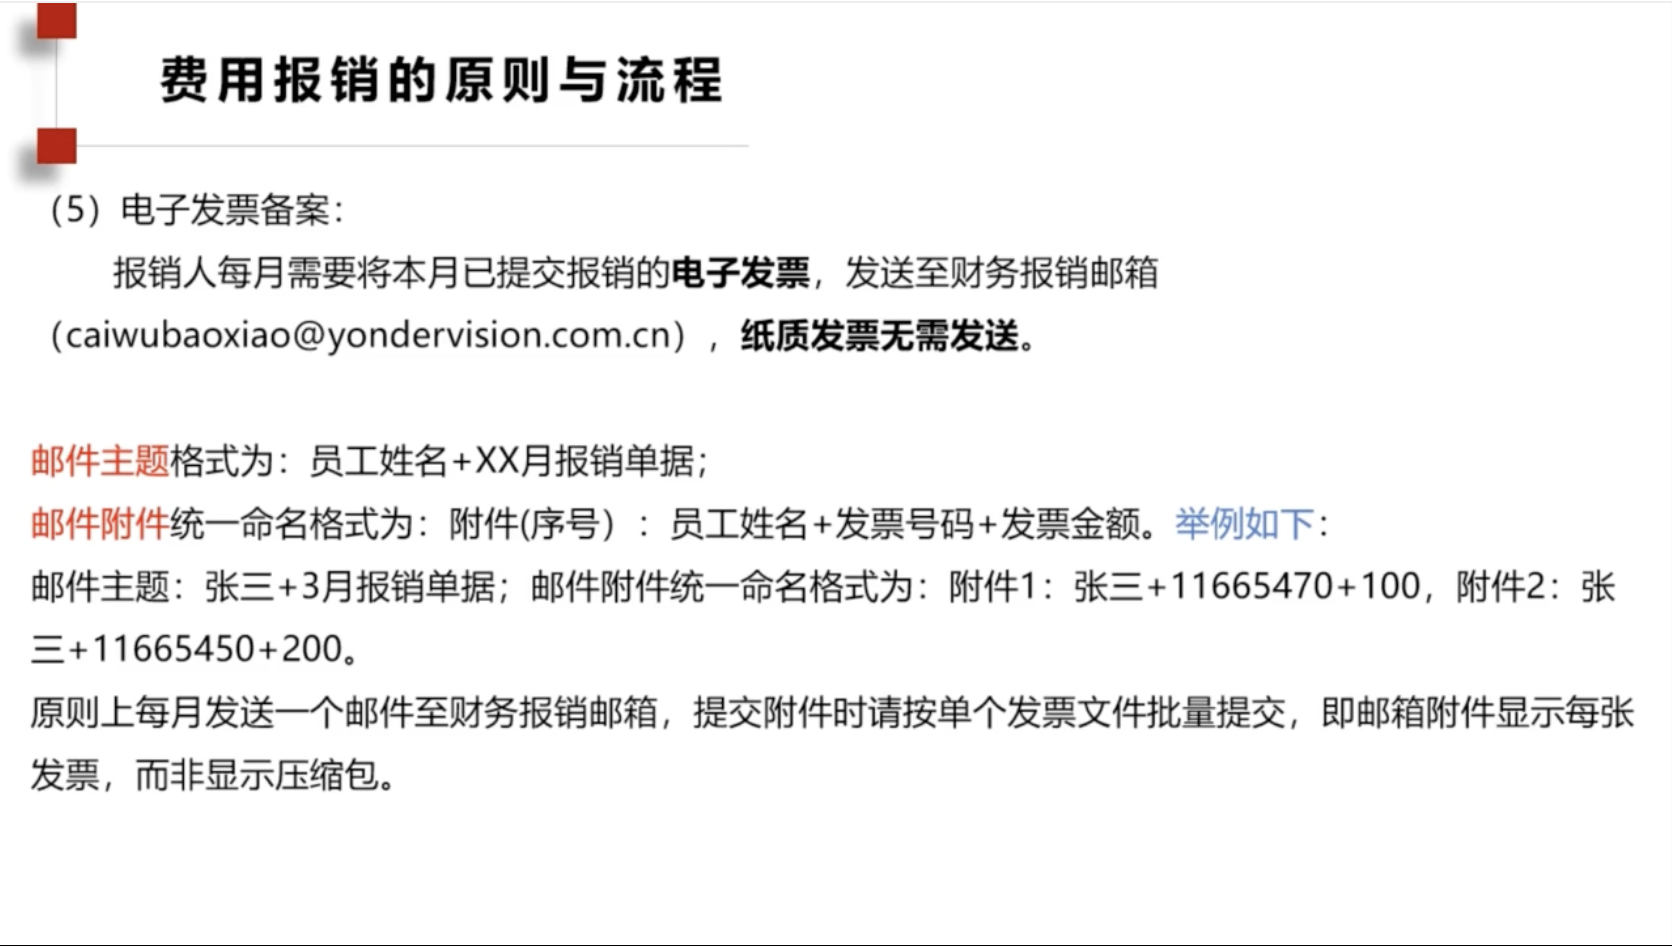 费用报销的原则与流程
（5）电子发票备案：
报销人每月需要将本月已提交报销的电子发票，发送至财务报销邮箱
（caiwubaoxiao@yondervision.com.cn），纸质发票无需发送。
邮件主题格式为：员工姓名+XX月报销单据；
邮件附件统一命名格式为：附件(序号）：员工姓名+发票号码+发票金额。举例如下：
邮件主题：张三+3月报销单据；邮件附件统一命名格式为：附件1：张三+11665470+100，附件2：张
三+11665450+200。
原则上每月发送一个邮件至财务报销邮箱，提交附件时请按单个发票文件批量提交，即邮箱附件显示每张
发票，而非显示压缩包。